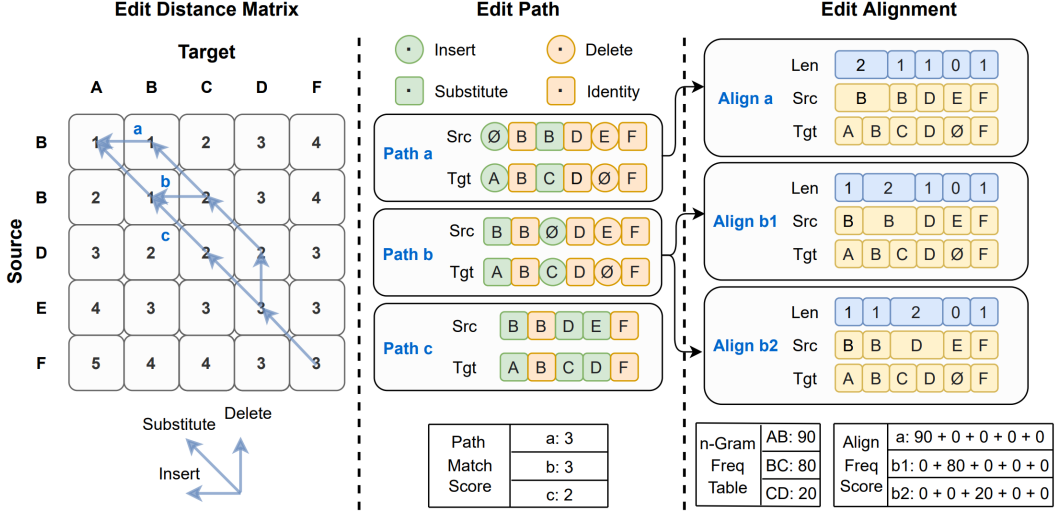 Edit Distance Matrix
Target
A B C D F
Source
B 1 1 2 3 4
B 2 1 2 3 4
D 3 2 2 2 3
E 4 3 3 3 3
F 5 4 4 3 3
a
b
c
Substitute
Delete
Insert
Edit Path
Insert
Delete
Substitute
Identity
Path a
Src Ø B B D E F
Tgt A B C D Ø F
Path b
Src B B Ø D E F
Tgt A B C D Ø F
Path c
Src B B D E F
Tgt A B C D F
Path Match Score
a: 3
b: 3
c: 2
Edit Alignment
Align a
Len 2 1 1 0 1
Src B B D E F
Tgt A B C D Ø F
Align b1
Len 1 2 1 0 1
Src B B D E F
Tgt A B C D Ø F
Align b2
Len 1 1 2 0 1
Src B B D E F
Tgt A B C D Ø F
n-Gram
Freq
Table
AB: 90
BC: 80
CD: 20
Align
Freq
Score
a: 90 + 0 + 0 + 0 + 0
b1: 0 + 80 + 0 + 0 + 0
b2: 0 + 0 + 20 + 0 + 0